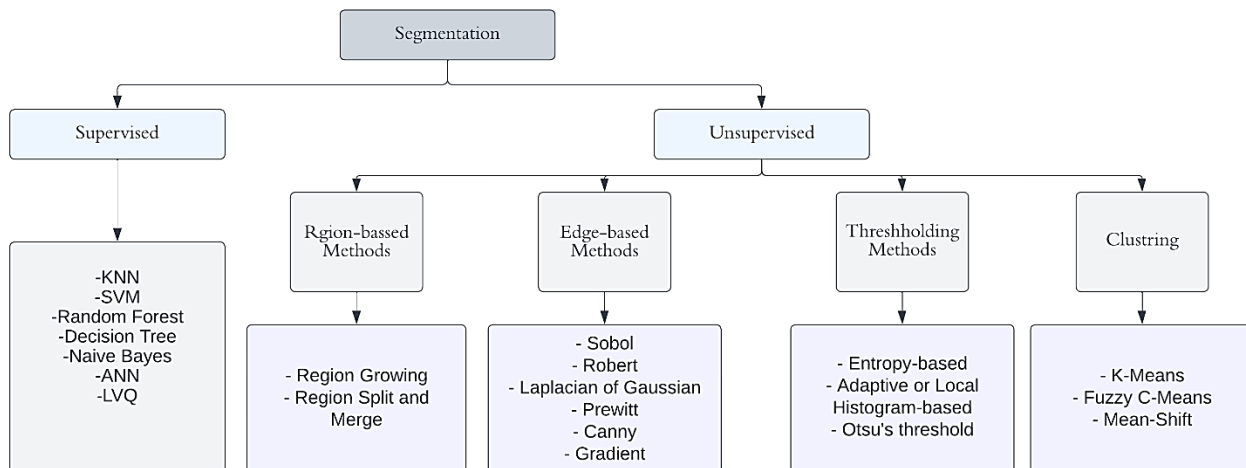 Segmentation
Supervised
Unsupervised
Rgion-bassed
Methods
Edge-based
Methods
Threshholding
Methods
Clustring
-KNN
-SVM
-Random Forest
-Decision Tree
-Naive Bayes
-ANN
-LVQ
- Region Growing
- Region Split and
Merge
- Sobol
- Robert
- Laplacian of Gaussian
- Prewitt
- Canny
- Gradient
- Entropy-based
- Adaptive or Local
Histogram-based
- Otsu's threshold
- K-Means
- Fuzzy C-Means
- Mean-Shift